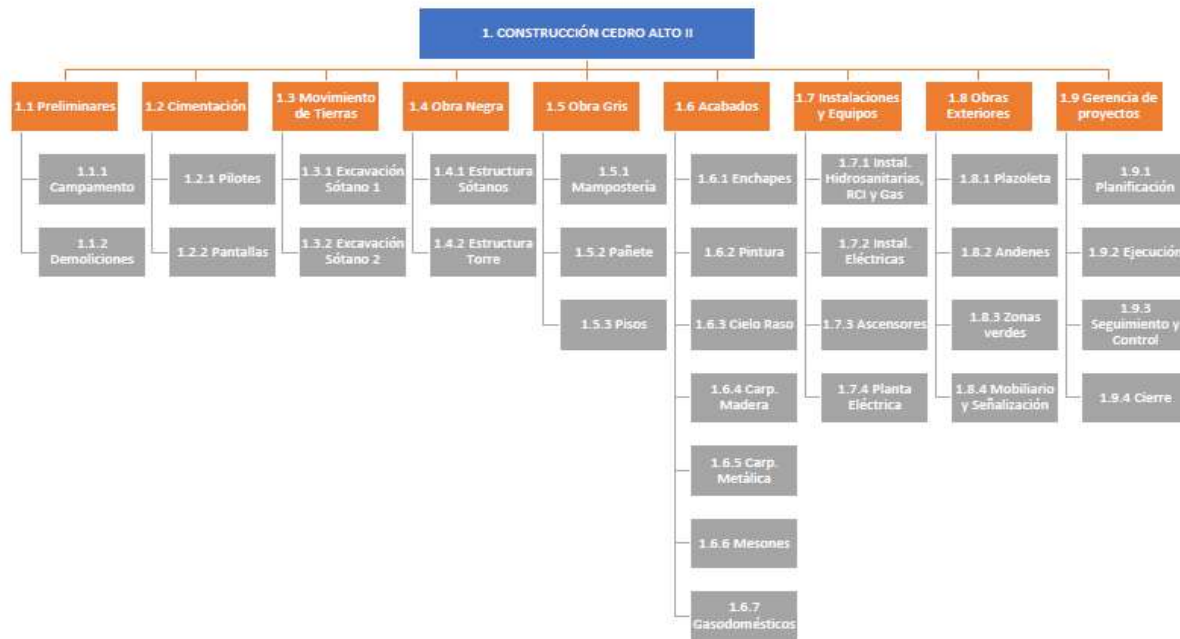 1. CONSTRUCCIÓN CEDRO ALTO II
1.1 Preliminares
1.2 Cimentación
1.3 Movimiento
de Tierras
1.4 Obra Negra
1.5 Obra Gris
1.6 Acabados
1.7 Instalaciones
y Equipos
1.8 Obras
Exteriores
1.9 Gerencia de
proyectos
1.1.1
Campamento
1.1.2
Demoliciones
1.2.1 Pilotes
1.2.2 Pantallas
1.3.1 Excavación
Sótano 1
1.3.2 Excavación
Sótano 2
1.4.1 Estructura
Sótanos
1.4.2 Estructura
Torre
1.5.1
Mampostería
1.5.2 Pañete
1.5.3 Pisos
1.6.1 Enchapes
1.6.2 Pintura
1.6.3 Cielo Raso
1.6.4 Carp.
Madera
1.6.5 Carp.
Metálica
1.6.6 Mesones
1.6.7
Gasodomésticos
1.7.1 Instal.
Hidrosanitarias,
RCI y Gas
1.7.2 Instal.
Eléctricas
1.7.3 Ascensores
1.7.4 Planta
Eléctrica
1.8.1 Plazoleta
1.8.2 Andenes
1.8.3 Zonas
verdes
1.8.4 Mobiliario
y Señalización
1.9.1
Planificación
1.9.2 Ejecución
1.9.3
Seguimiento y
Control
1.9.4 Cierre